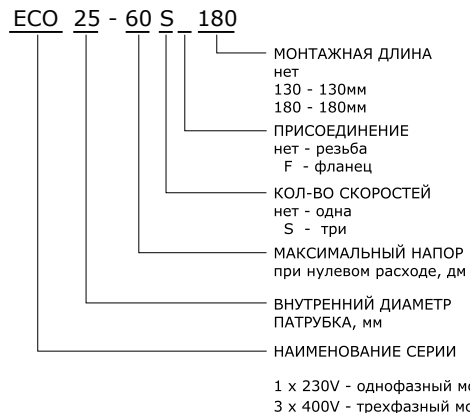 ECO 25 - 60 S _ 180
МОНТАЖНАЯ ДЛИНА
нет
130 - 130мм
180 - 180мм
ПРИСОЕДИНЕНИЕ
нет - резьба
F - фланец
КОЛ-ВО СКОРОСТЕЙ
нет - одна
S - три
МАКСИМАЛЬНЫЙ НАПОР
при нулевом расходе, дм
ВНУТРЕННИЙ ДИАМЕТР
ПАТРУБКА, мм
НАИМЕНОВАНИЕ СЕРИИ
1 x 230V - однофазный
3 x 400V - трехфазный